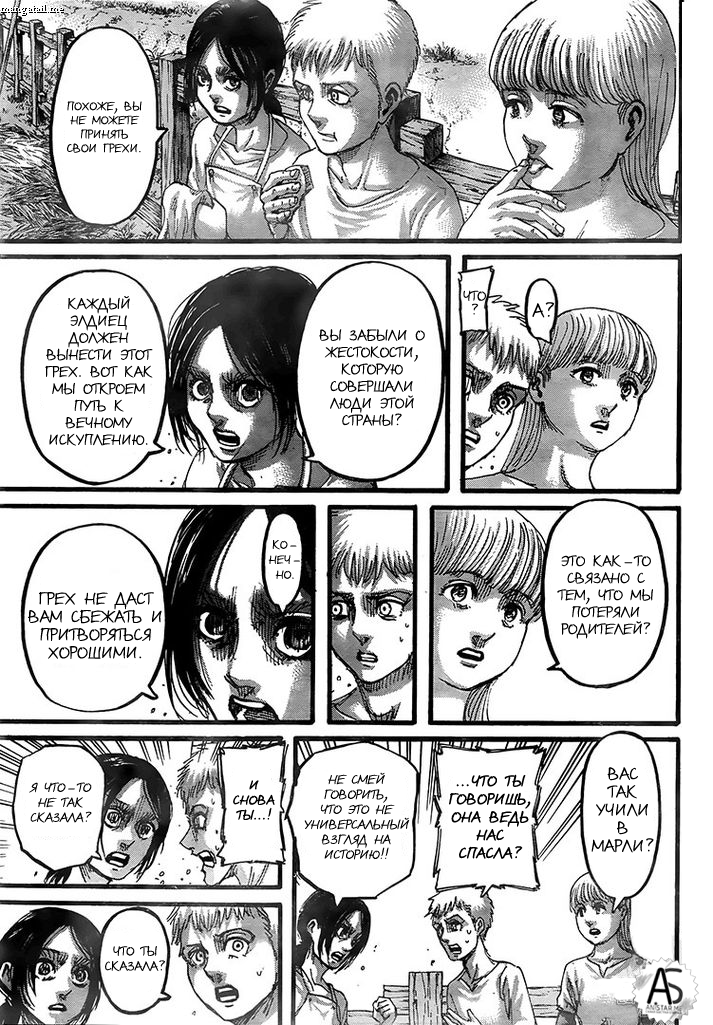 mangatail.me
ПОХОЖЕ, ВЫ
НЕ МОЖЕТЕ
ПРИНЯТЬ
СВОИ ГРЕХИ.
А?
ЧТО
?
ВЫ ЗАБЫЛИ О
ЖЕСТОКОСТИ,
КОТОРУЮ
СОВЕРШАЛИ
ЛЮДИ ЭТОЙ
СТРАНЫ?
КАЖДЫЙ
ЭЛДИЕЦ
ДОЛЖЕН
ВЫНЕСТИ ЭТОТ
ГРЕХ. ВОТ КАК
МЫ ОТКРОЕМ
ПУТЬ К
ВЕЧНОМУ
ИСКУПЛЕНИЮ.
ЭТО КАК-ТО
СВЯЗАНО С
ТЕМ, ЧТО МЫ
ПОТЕРЯЛИ
РОДИТЕЛЕЙ?
КО-
НЕЧ-
НО.
ГРЕХ НЕ ДАСТ
ВАМ СБЕЖАТЬ И
ПРИТВОРЯТЬСЯ
ХОРОШИМИ.
ВАС
ТАК
УЧИЛИ
В
МАРЛИ?
...ЧТО ТЫ
ГОВОРИШЬ,
ОНА ВЕДЬ
НАС
СПАСЛА?
НЕ СМЕЙ
ГОВОРИТЬ,
ЧТО ЭТО НЕ
УНИВЕРСАЛЬНЫЙ
ВЗГЛЯД НА
ИСТОРИЮ!!
И
СНОВА
ТЫ...!
Я ЧТО-ТО
НЕ ТАК
СКАЗАЛА?
ЧТО ТЫ
СКАЗАЛА?
AS